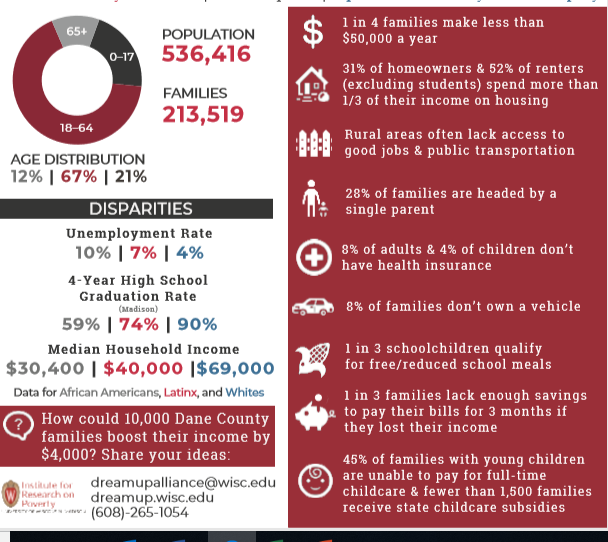 65+
0–17
18–64
POPULATION
536,416
FAMILIES
213,519
AGE DISTRIBUTION
12% | 67% | 21%
DISPARITIES
Unemployment Rate
10% | 7% | 4%
4-Year High School
Graduation Rate
(Madison)
59% | 74% | 90%
Median Household Income
$30,400 | $40,000 |$69,000
Data for African Americans, Latinx, and Whites
? How could 10,000 Dane County
families boost their income by
$4,000? Share your ideas:
W Institute for
Research on
Poverty
dreamupalliance@wisc.edu
dreamup.wisc.edu
(608)-265-1054
$ 1 in 4 families make less than
$50,000 a year
31% of homeowners & 52% of renters
(excluding students) spend more than
1/3 of their income on housing
Rural areas often lack access to
good jobs & public transportation
28% of families are headed by a
single parent
8% of adults & 4% of children don't
have health insurance
8% of families don't own a vehicle
1 in 3 schoolchildren qualify
for free/reduced school meals
1 in 3 families lack enough savings
to pay their bills for 3 months if
they lost their income
45% of families with young children
are unable to pay for full-time
childcare & fewer than 1,500 families
receive state childcare subsidies